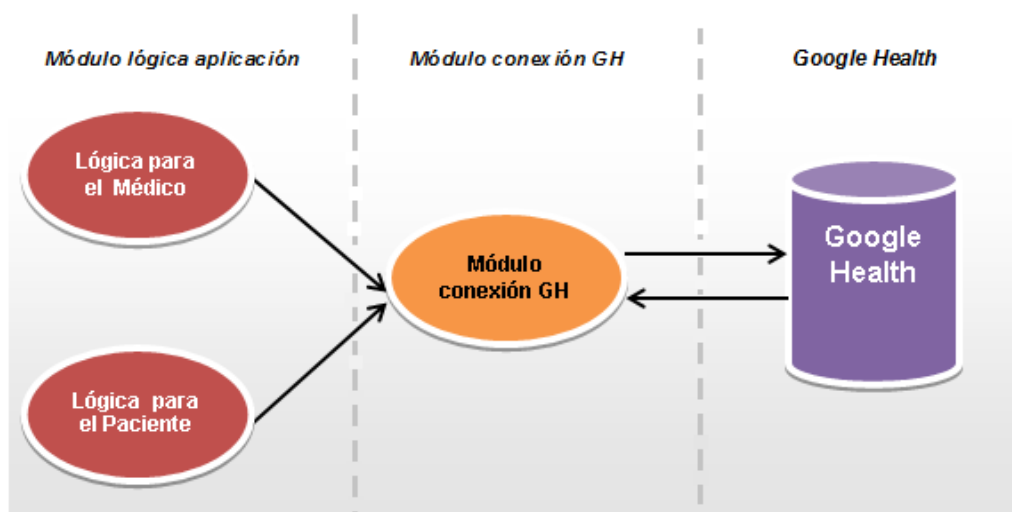 Módulo lógica aplicación
Módulo conexión GH
Google Health
Lógica para
el Médico
Módulo
conexión GH
Google
Health
Lógica para
el Paciente